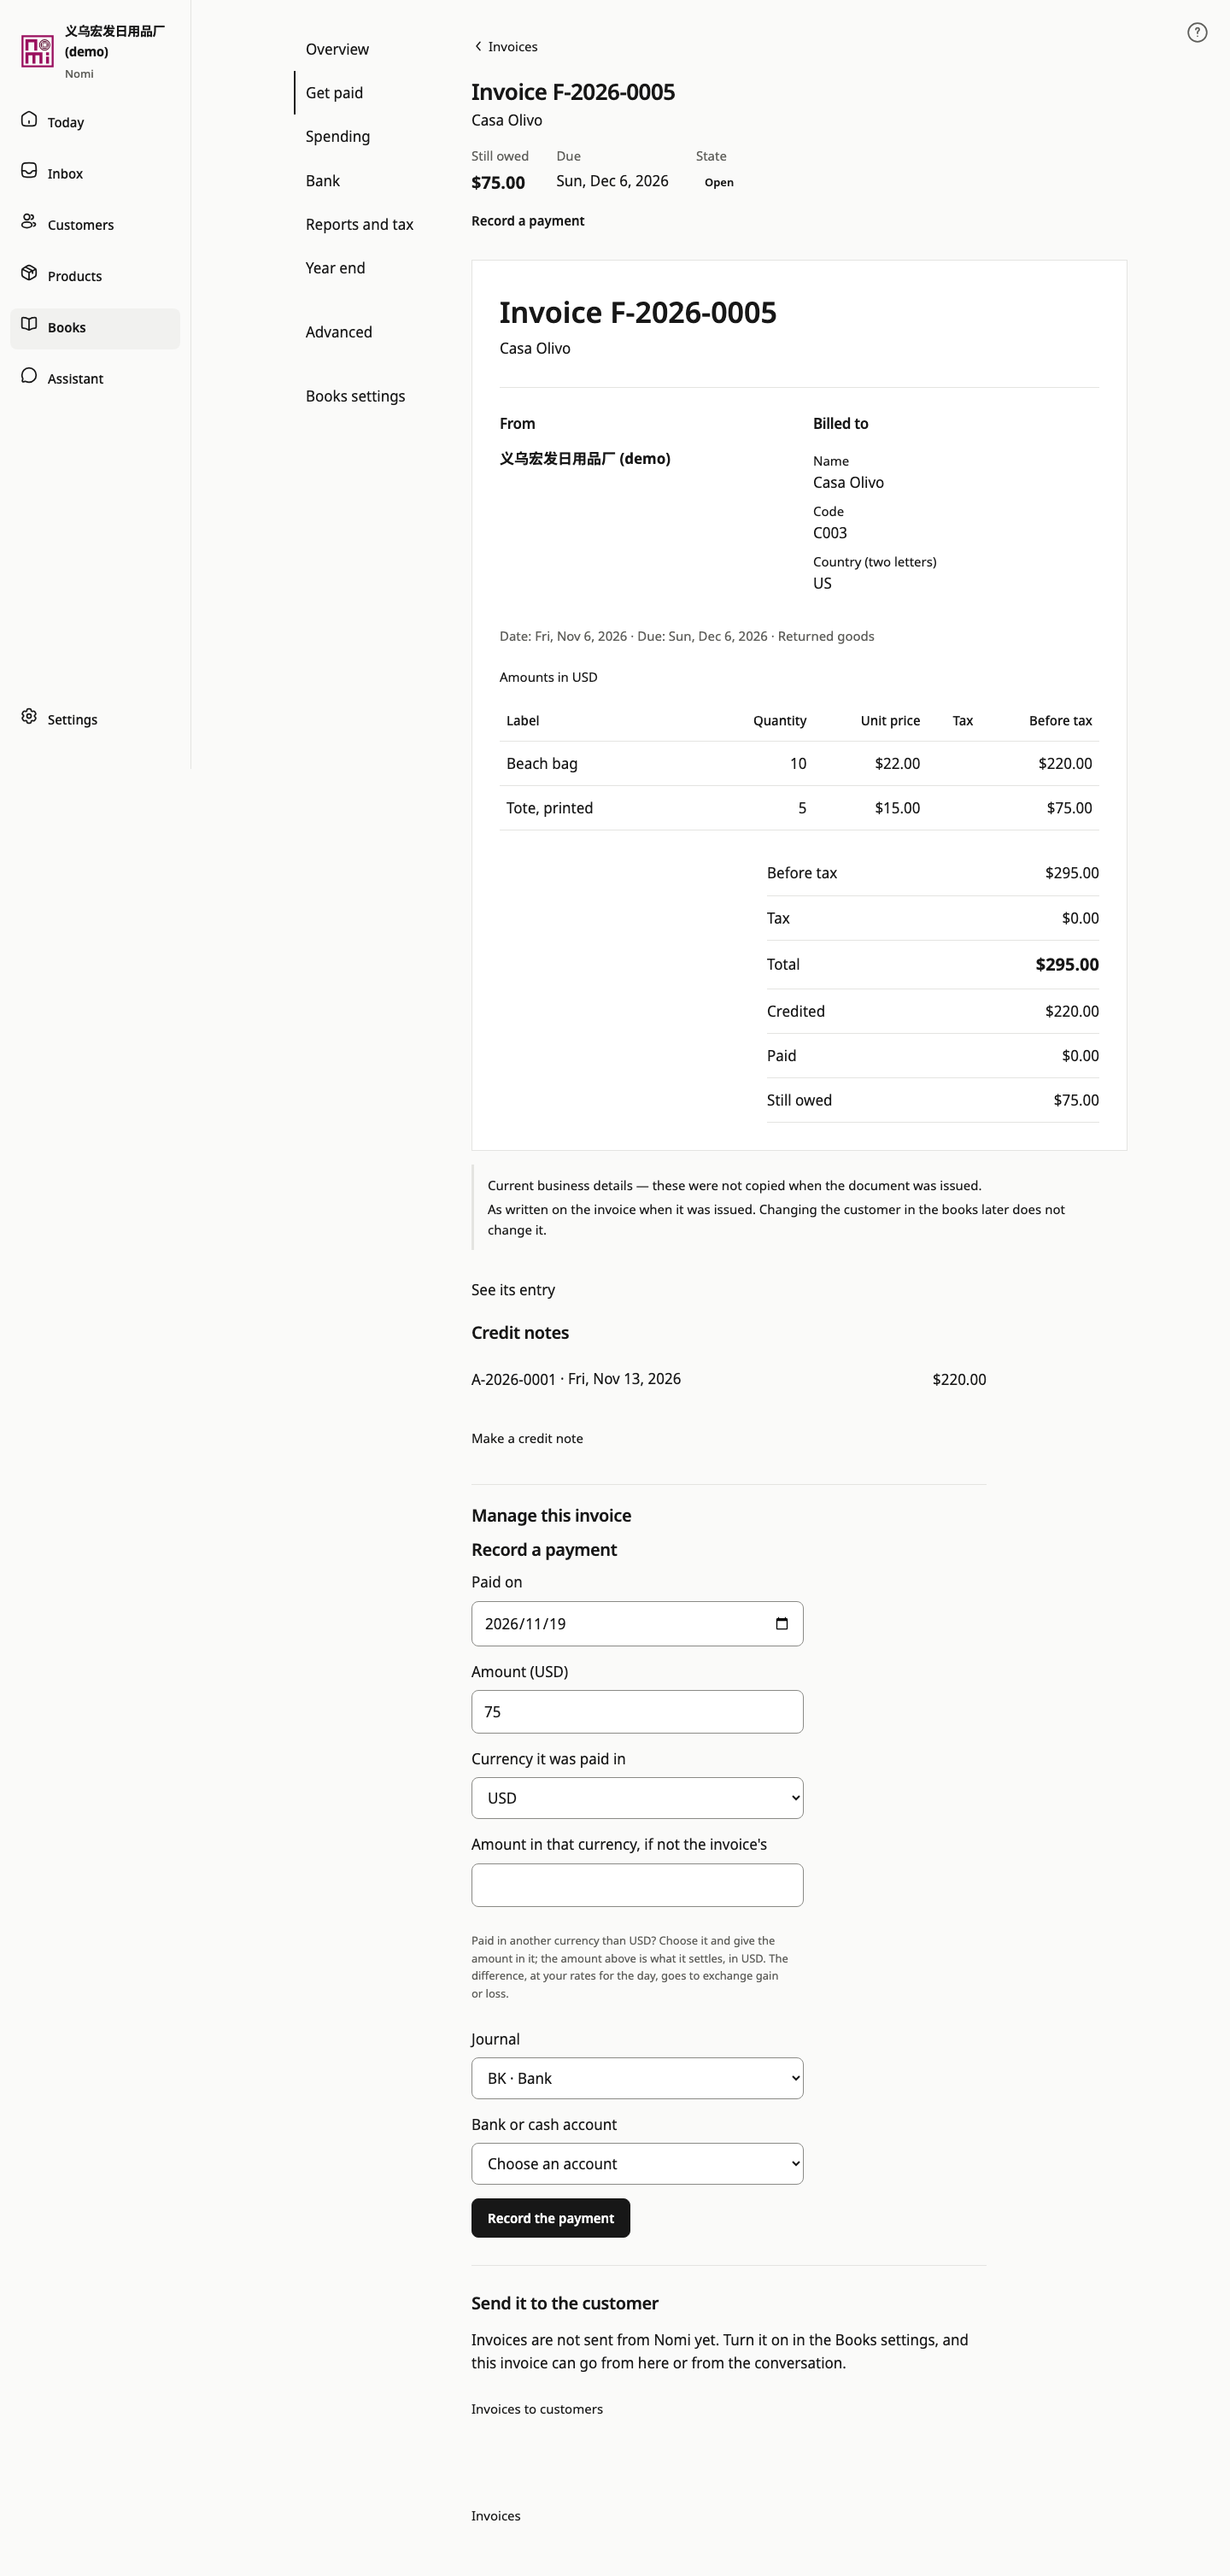 义乌宏发日用品厂
(demo)
Nomi
Today
Inbox
Customers
Products
Books
Assistant
Settings
Overview
Get paid
Spending
Bank
Reports and tax
Year end
Advanced
Books settings
Invoices
Invoice F-2026-0005
Casa Olivo
Still owed Due State
$75.00 Sun, Dec 6, 2026 Open
Record a payment
Invoice F-2026-0005
Casa Olivo
From
义乌宏发日用品厂 (demo)
Billed to
Name
Casa Olivo
Code
C003
Country (two letters)
US
Date: Fri, Nov 6, 2026 · Due: Sun, Dec 6, 2026 · Returned goods
Amounts in USD
Label Quantity Unit price Tax Before tax
Beach bag 10 $22.00 $220.00
Tote, printed 5 $15.00 $75.00
Before tax $295.00
Tax $0.00
Total $295.00
Credited $220.00
Paid $0.00
Still owed $75.00
Current business details — these were not copied when the document was issued.
As written on the invoice when it was issued. Changing the customer in the books later does not
change it.
See its entry
Credit notes
A-2026-0001 · Fri, Nov 13, 2026 $220.00
Make a credit note
Manage this invoice
Record a payment
Paid on
2026/11/19
Amount (USD)
75
Currency it was paid in
USD
Amount in that currency, if not the invoice's
Paid in another currency than USD? Choose it and give the
amount in it; the amount above is what it settles, in USD. The
difference, at your rates for the day, goes to exchange gain
or loss.
Journal
BK · Bank
Bank or cash account
Choose an account
Record the payment
Send it to the customer
Invoices are not sent from Nomi yet. Turn it on in the Books settings, and
this invoice can go from here or from the conversation.
Invoices to customers
Invoices